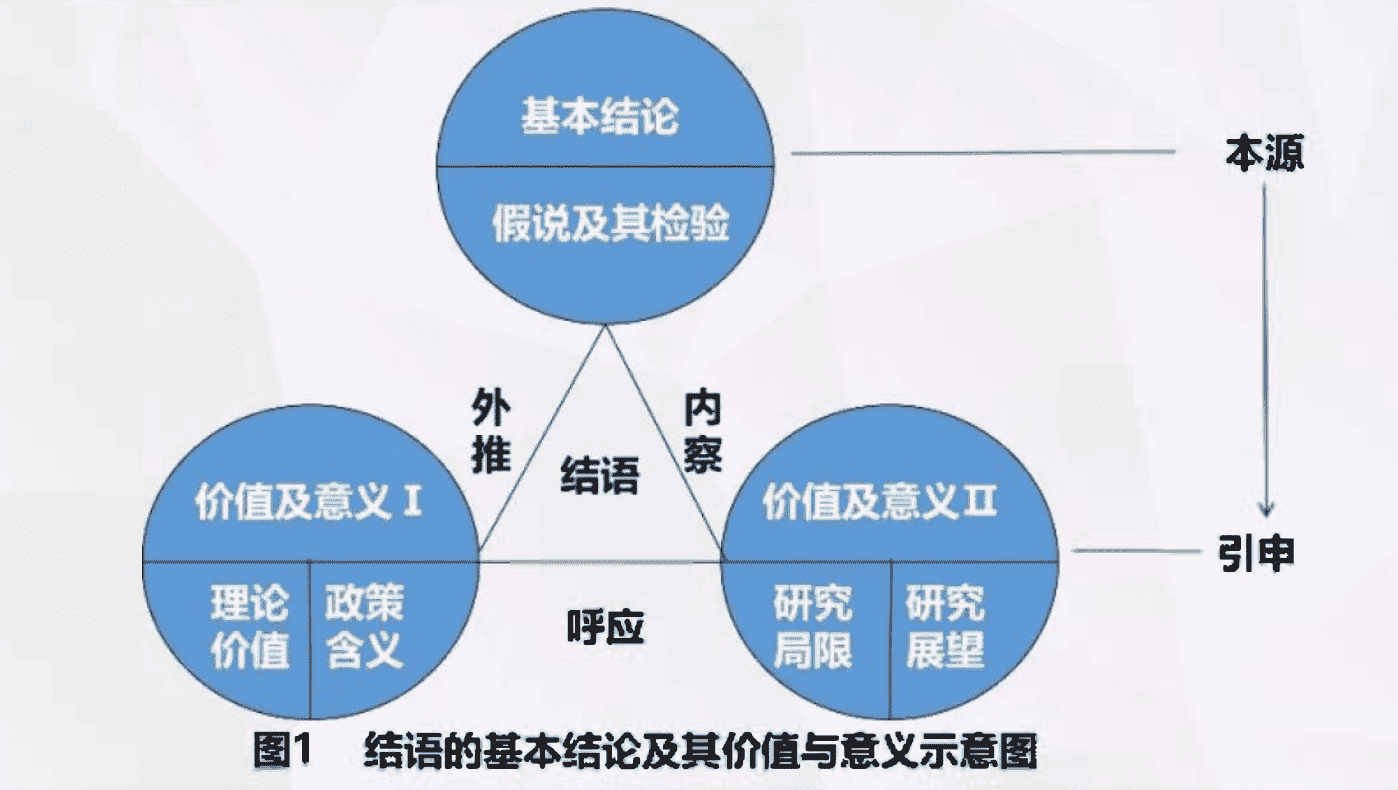 基本结论
本源
假说及其检验
外推
内察
结语
价值及意义Ⅰ
价值及意义Ⅱ
引申
理论价值
政策含义
呼应
研究局限
研究展望
图1 结语的基本结论及其价值与意义示意图